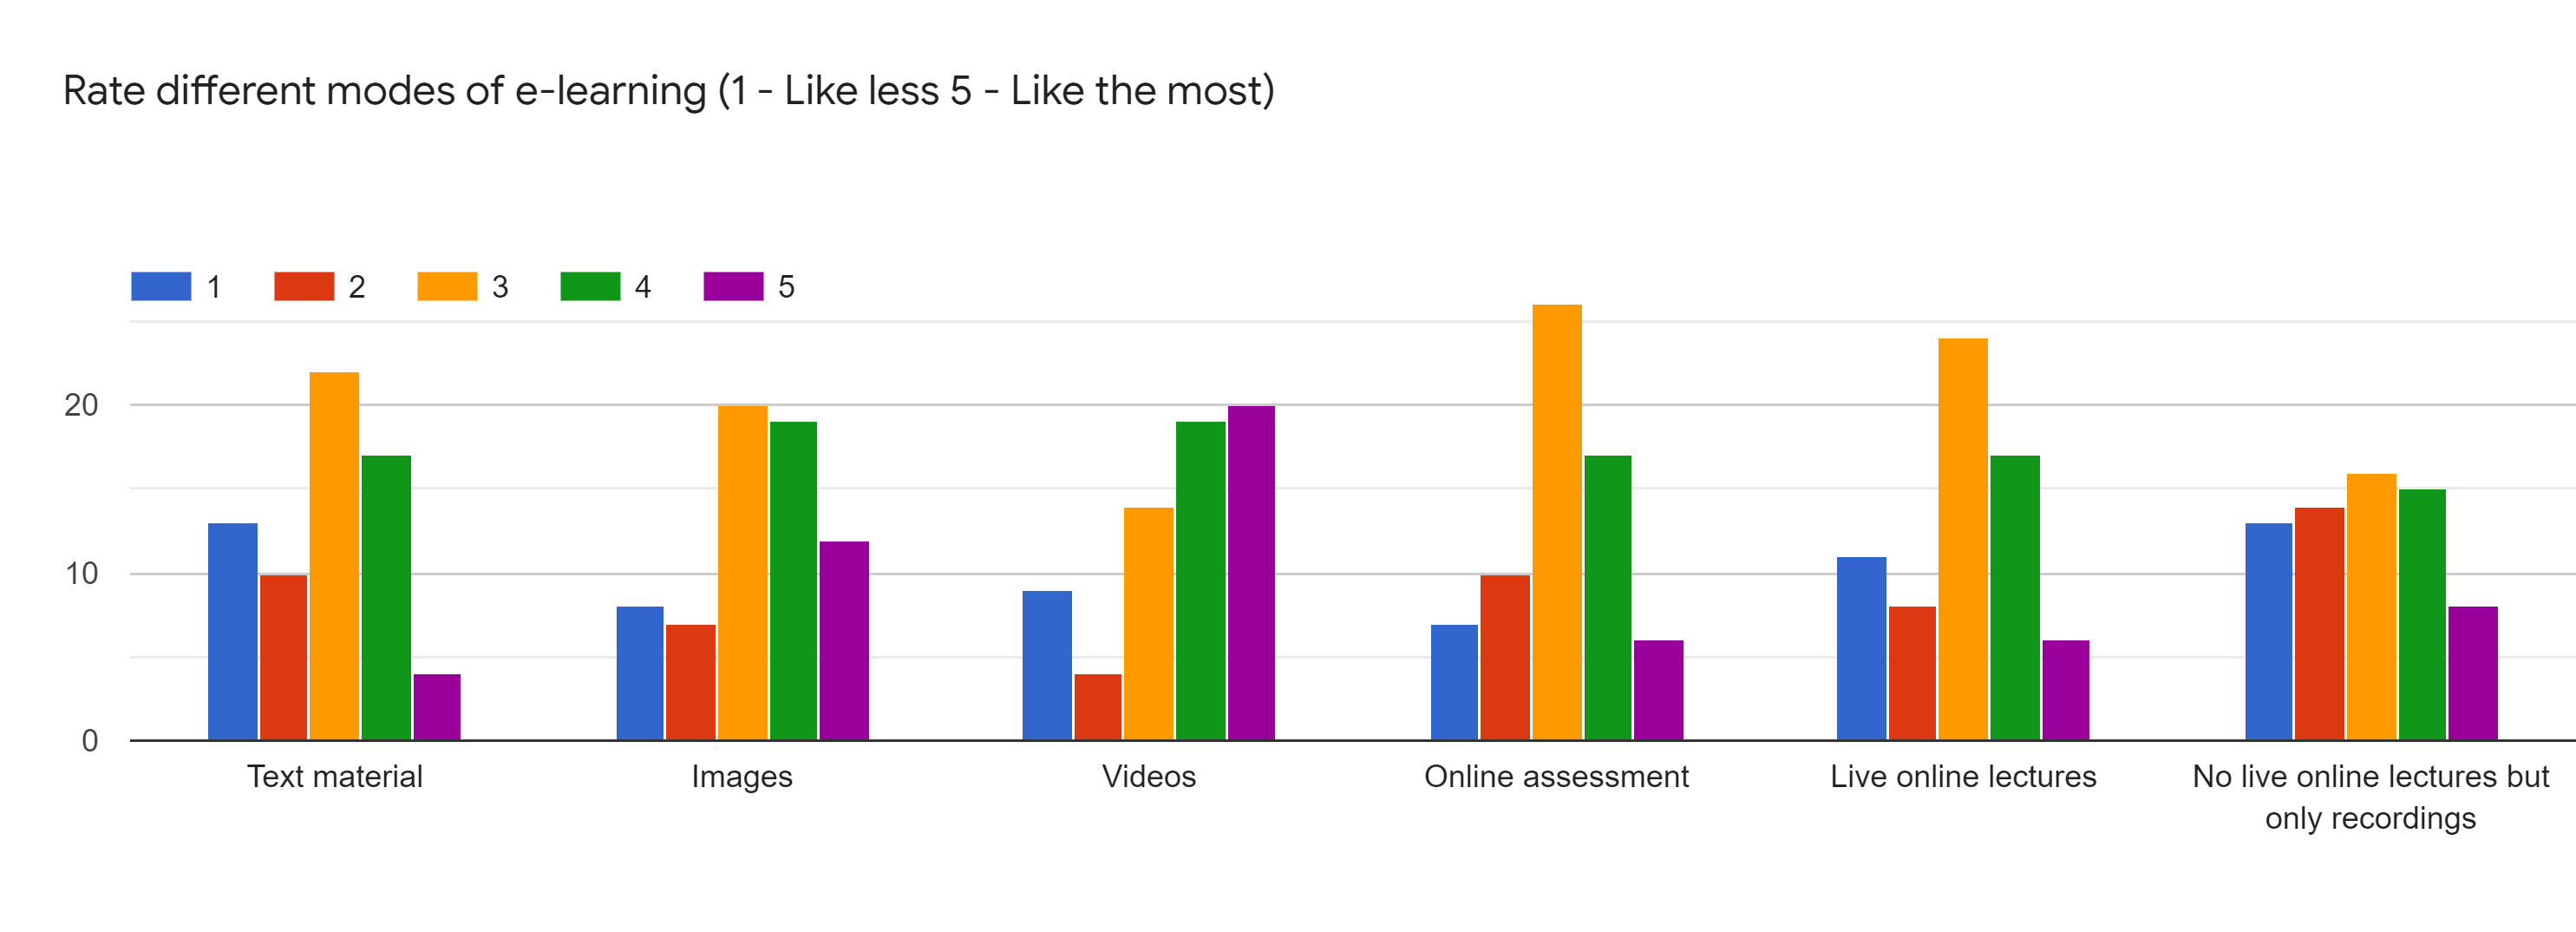 Rate different modes of e-learning (1 - Like less 5 - Like the most)
1 2 3 4 5
20
10
0
Text material Images Videos Online assessment Live online lectures No live online lectures but
only recordings